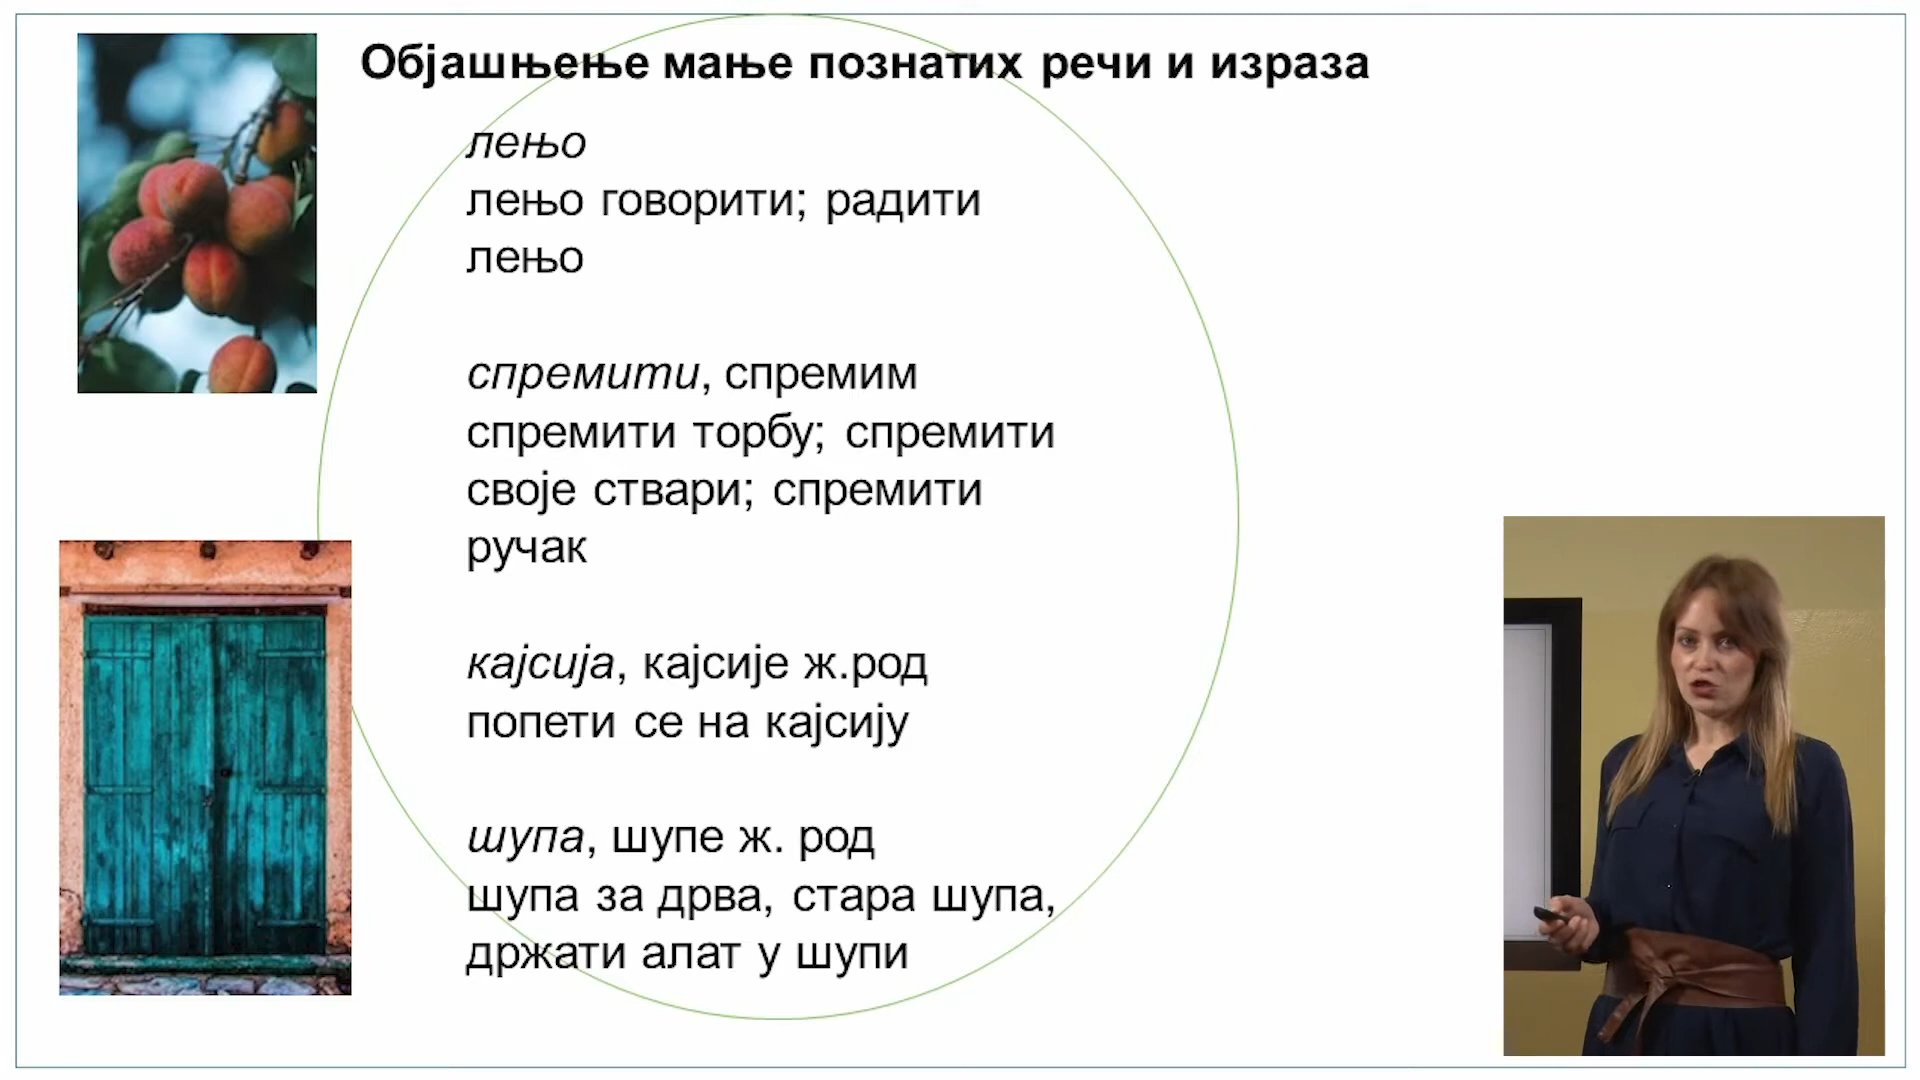 Објашњење мање познатих речи и израза
лењо
лењо говорити; радити
лењо
спремити, спремим
спремити торбу; спремити
своје ствари; спремити
ручак
кајсија, кајсије ж.род
попети се на кајсију
шупа, шупе ж. род
шупа за дрва, стара шупа,
држати алат у шупи